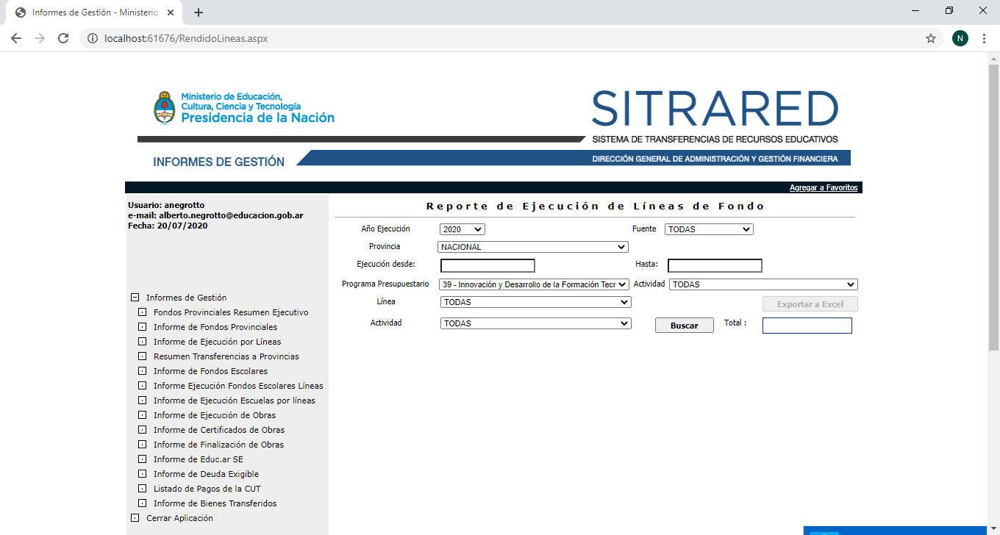 Informes de Gestión - Ministerio
localhost:61676/RendidoLineas.aspx
N
Ministerio de Educación,
Cultura, Ciencia y Tecnología
Presidencia de la Nación
SITRARED
SISTEMA DE TRANSFERENCIAS DE RECURSOS EDUCATIVOS
INFORMES DE GESTIÓN
DIRECCIÓN GENERAL DE ADMINISTRACIÓN Y GESTIÓN FINANCIERA
Agregar a Favoritos
Usuario: anegrotto
e-mail: alberto.negrotto@educacion.gob.ar
Fecha: 20/07/2020
Informes de Gestión
Fondos Provinciales Resumen Ejecutivo
Informe de Fondos Provinciales
Informe de Ejecución por Líneas
Resumen Transferencias a Provincias
Informe de Fondos Escolares
Informe Ejecución Fondos Escolares Líneas
Informe de Ejecución Escuelas por líneas
Informe de Ejecución de Obras
Informe de Certificados de Obras
Informe de Finalización de Obras
Informe de Educ.ar SE
Informe de Deuda Exigible
Listado de Pagos de la CUT
Informe de Bienes Transferidos
Cerrar Aplicación
Reporte de Ejecución de Líneas de Fondo
Año Ejecución 2020 Fuente TODAS
Provincia NACIONAL
Ejecución desde: Hasta:
Programa Presupuestario 39 - Innovación y Desarrollo de la Formación Tecr Actividad TODAS
Línea TODAS Exportar a Excel
Actividad TODAS Buscar Total :